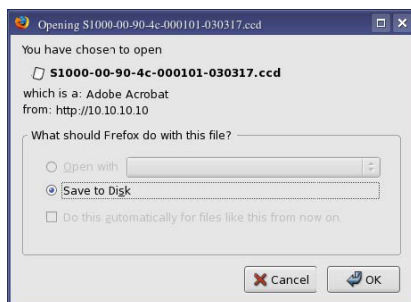 Opening S1000-00-90-4c-000101-030317.ccd
You have chosen to open
S1000-00-90-4c-000101-030317.ccd
which is a: Adobe Acrobat
from: http://10.10.10.10
What should Frefox do with this file?
Open with
Save to Disk
Do this automatically for files like this from now on.
Cancel
OK